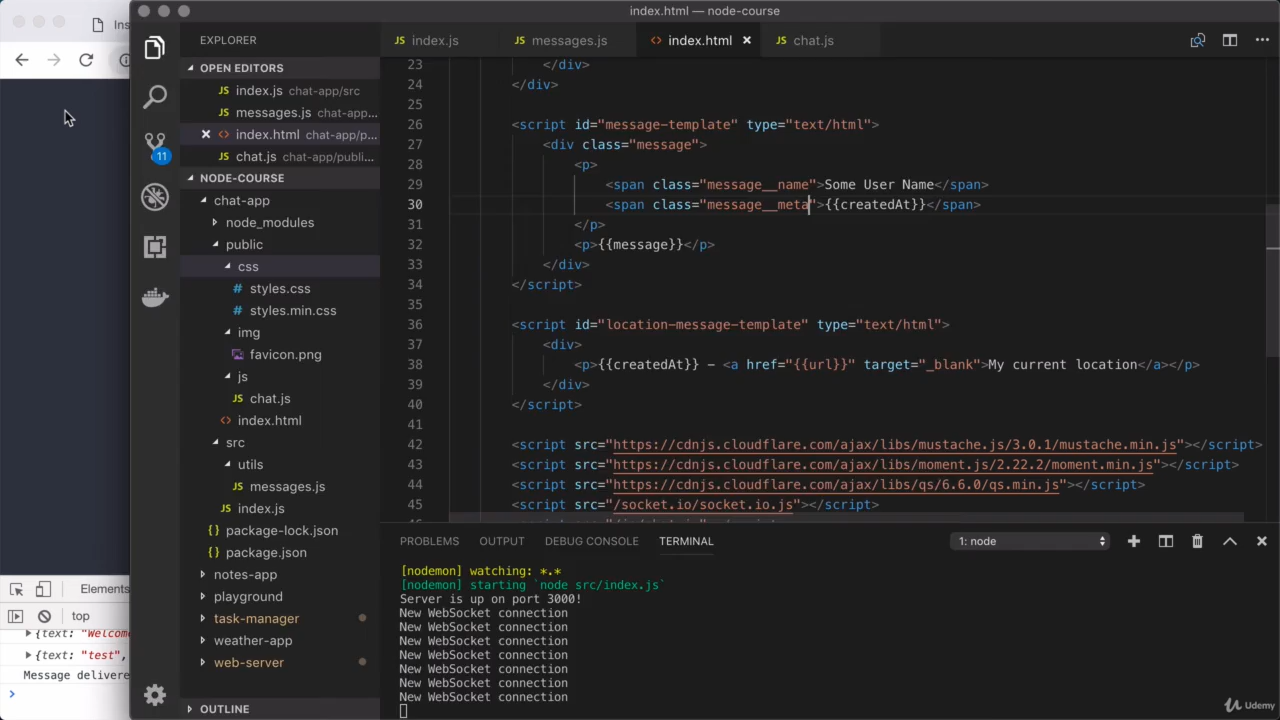 Ins
index.html — node-course
EXPLORER
OPEN EDITORS
JS index.js chat-app/src
JS messages.js chat-app...
<> index.html chat-app/p...
JS chat.js chat-app/publi...
NODE-COURSE
chat-app
node_modules
public
css
# styles.css
# styles.min.css
img
favicon.png
js
JS chat.js
<> index.html
src
utils
JS messages.js
JS index.js
{} package-lock.json
{} package.json
notes-app
playground
task-manager
weather-app
web-server
OUTLINE
11
JS index.js
JS messages.js
<> index.html
JS chat.js
23 </div>
24 </div>
25
26 <script id="message-template" type="text/html">
27 <div class="message">
28 <p>
29 <span class="message__name">Some User Name</span>
30 <span class="message__meta">{{createdAt}}</span>
31 </p>
32 <p>{{message}}</p>
33 </div>
34 </script>
35
36 <script id="location-message-template" type="text/html">
37 <div>
38 <p>{{createdAt}} – <a href="{{url}}" target="_blank">My current location</a></p>
39 </div>
40 </script>
41
42 <script src="https://cdnjs.cloudflare.com/ajax/libs/mustache.js/3.0.1/mustache.min.js"></script>
43 <script src="https://cdnjs.cloudflare.com/ajax/libs/moment.js/2.22.2/moment.min.js"></script>
44 <script src="https://cdnjs.cloudflare.com/ajax/libs/qs/6.6.0/qs.min.js"></script>
45 <script src="/socket.io/socket.io.js"></script>
PROBLEMS OUTPUT DEBUG CONSOLE TERMINAL
1: node
[nodemon] watching: *.*
[nodemon] starting `node src/index.js`
Server is up on port 3000!
New WebSocket connection
New WebSocket connection
New WebSocket connection
New WebSocket connection
New WebSocket connection
New WebSocket connection
New WebSocket connection
Elements
top
{text: "Welcome
{text: "test",
Message delivere
Udemy